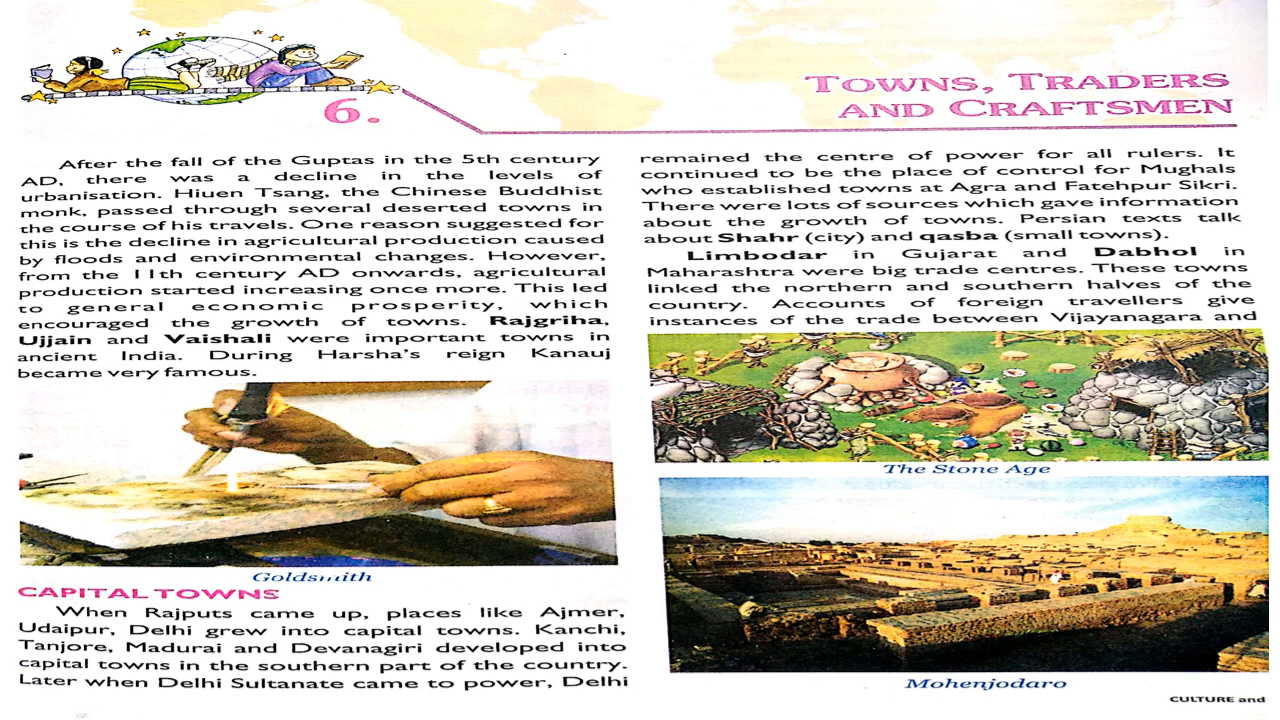 6.
TOWNS, TRADERS
AND CRAFTSMEN
After the fall of the Guptas in the 5th century
AD, there was a decline in the levels of
urbanisation. Hiuen Tsang, the Chinese Buddhist
monk, passed through several deserted towns in
the course of his travels. One reason suggested for
this is the decline in agricultural production caused
by floods and environmental changes. However,
from the 11th century AD onwards, agricultural
production started increasing once more. This led
to general economic prosperity, which
encouraged the growth of towns. Rajgriha,
Ujjain and Vaishali were important towns in
ancient India. During Harsha's reign Kanauj
became very famous.
Goldsmith
CAPITAL TOWNS
When Rajputs came up, places like Ajmer,
Udaipur, Delhi grew into capital towns. Kanchi,
Tanjore, Madurai and Devanagiri developed into
capital towns in the southern part of the country.
Later when Delhi Sultanate came to power, Delhi
remained the centre of power for all rulers. It
continued to be the place of control for Mughals
who established towns at Agra and Fatehpur Sikri.
There were lots of sources which gave information
about the growth of towns. Persian texts talk
about Shahr (city) and qasba (small towns).
Limbodar in Gujarat and Dabhol in
Maharashtra were big trade centres. These towns
linked the northern and southern halves of the
country. Accounts of foreign travellers give
instances of the trade between Vijayanagara and
The Stone Age
Mohenjodaro
CULTURE and